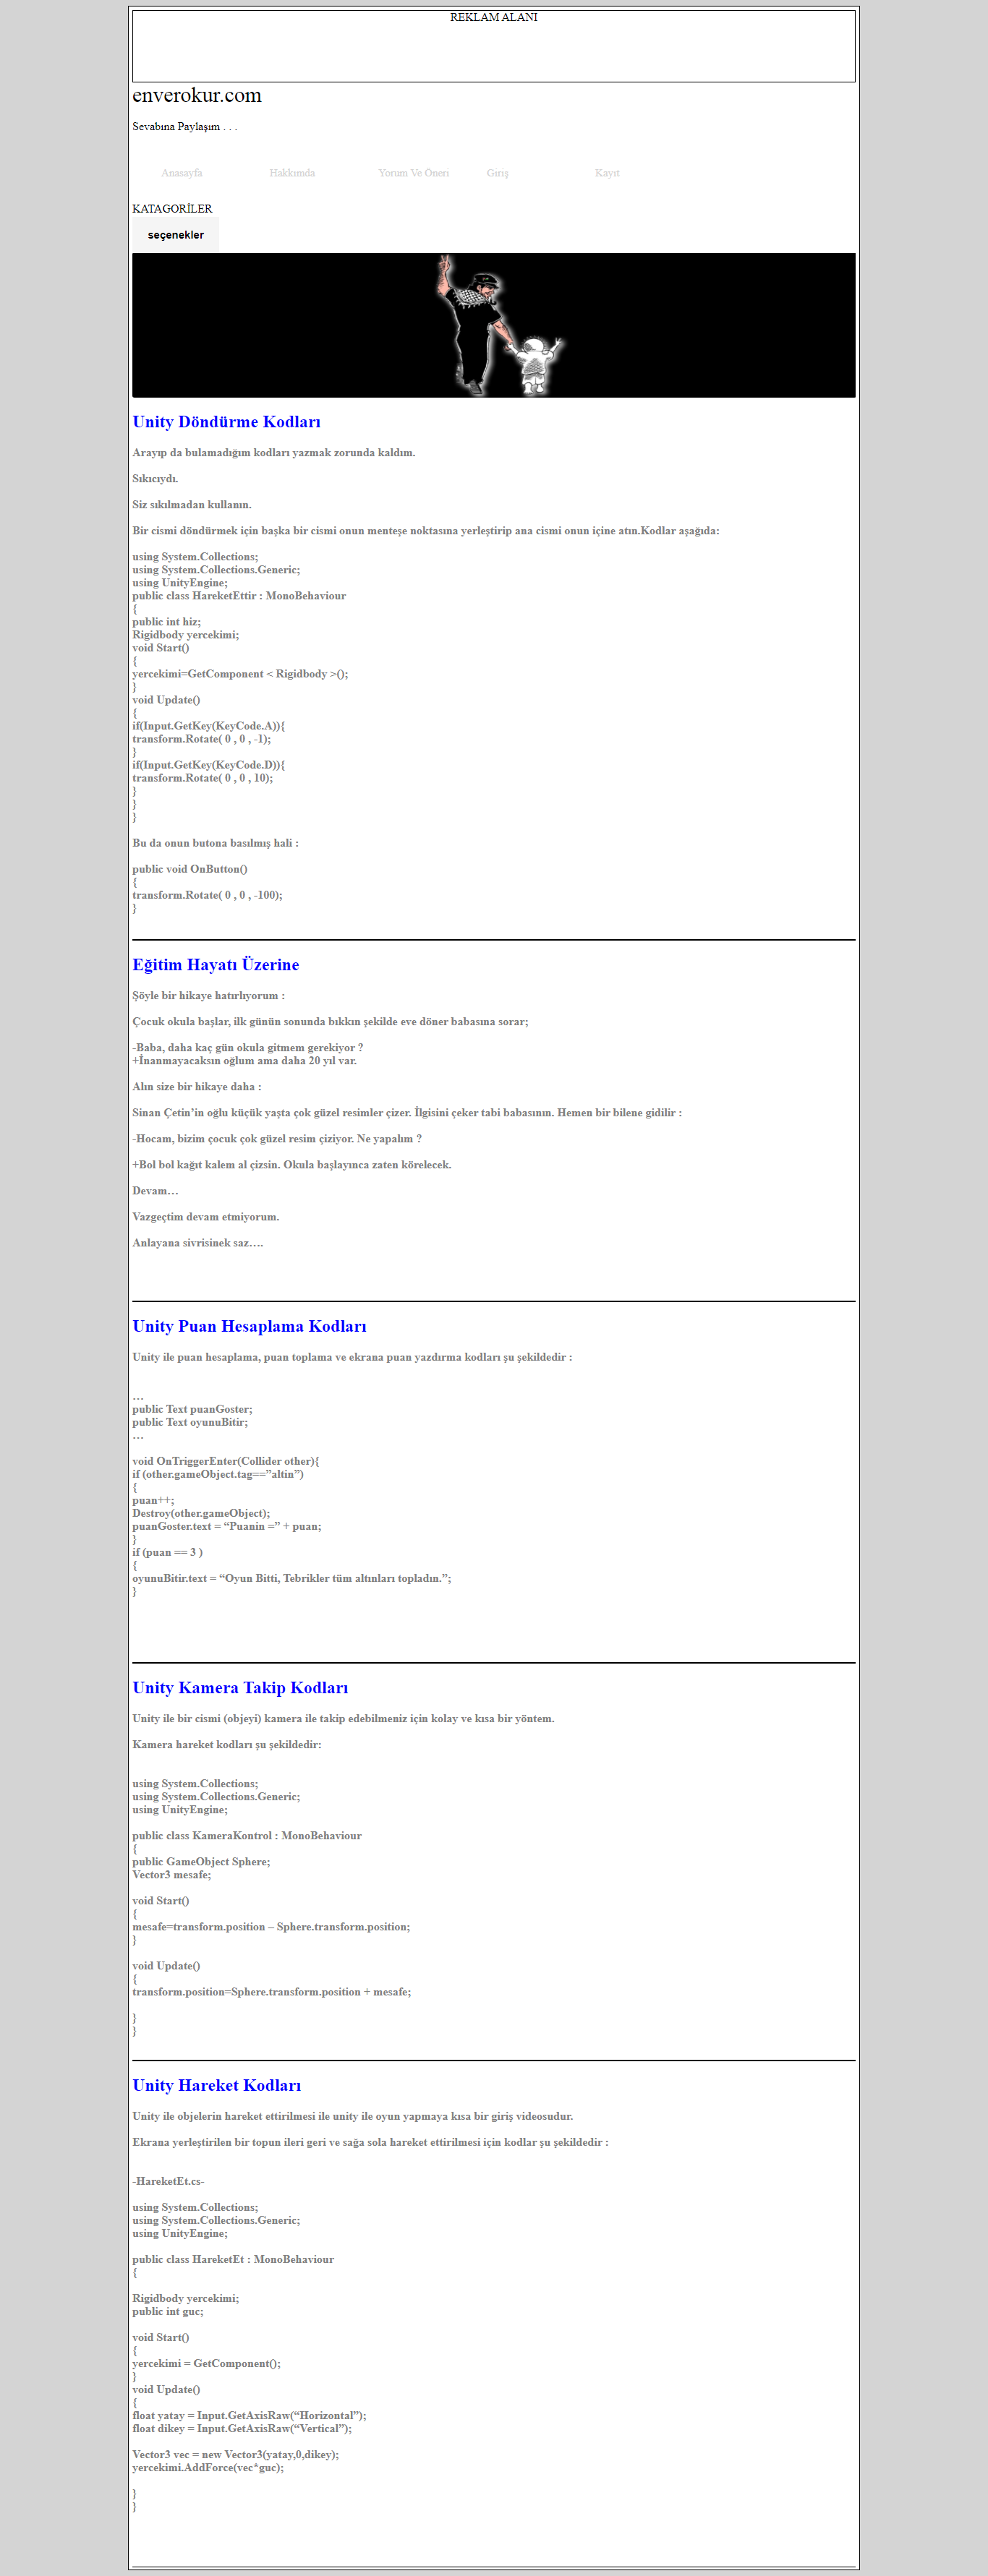 REKLAM ALANI
enverokur.com
Sevabına Paylaşım . . .
Anasayfa Hakkımda Yorum Ve Öneri Giriş Kayıt
KATAGORİLER
seçenekler
Unity Döndürme Kodları
Arayıp da bulamadığım kodları yazmak zorunda kaldım.
Sıkıcıydı.
Siz sıkılmadan kullanın.
Bir cismi döndürmek için başka bir cismi onun menteşe noktasına yerleştirip ana cismi onun içine atın.Kodlar aşağıda:
using System.Collections;
using System.Collections.Generic;
using UnityEngine;
public class HareketEttir : MonoBehaviour
{
public int hiz;
Rigidbody yercekimi;
void Start()
{
yercekimi=GetComponent < Rigidbody >();
}
void Update()
{
if(Input.GetKey(KeyCode.A)){
transform.Rotate( 0 , 0 , -1);
}
if(Input.GetKey(KeyCode.D)){
transform.Rotate( 0 , 0 , 10);
}
}
}
Bu da onun butona basılmış hali :
public void OnButton()
{
transform.Rotate( 0 , 0 , -100);
}
Eğitim Hayatı Üzerine
Şöyle bir hikaye hatırlıyorum :
Çocuk okula başlar, ilk günün sonunda bıkkın şekilde eve döner babasına sorar;
-Baba, daha kaç gün okula gitmem gerekiyor ?
+İnanmayacaksın oğlum ama daha 20 yıl var.
Alın size bir hikaye daha :
Sinan Çetin’in oğlu küçük yaşta çok güzel resimler çizer. İlgisini çeker tabi babasının. Hemen bir bilene gidilir :
-Hocam, bizim çocuk çok güzel resim çiziyor. Ne yapalım ?
+Bol bol kağıt kalem al çizsin. Okula başlayınca zaten körelecek.
Devam…
Vazgeçtim devam etmiyorum.
Anlayana sivrisinek saz….
Unity Puan Hesaplama Kodları
Unity ile puan hesaplama, puan toplama ve ekrana puan yazdırma kodları şu şekildedir :
…
public Text puanGoster;
public Text oyunuBitir;
…
void OnTriggerEnter(Collider other){
if (other.gameObject.tag==”altin”)
{
puan++;
Destroy(other.gameObject);
puanGoster.text = “Puanin =” + puan;
}
if (puan == 3 )
{
oyunuBitir.text = “Oyun Bitti, Tebrikler tüm altınları topladın.”;
}
Unity Kamera Takip Kodları
Unity ile bir cismi (objeyi) kamera ile takip edebilmeniz için kolay ve kısa bir yöntem.
Kamera hareket kodları şu şekildedir:
using System.Collections;
using System.Collections.Generic;
using UnityEngine;
public class KameraKontrol : MonoBehaviour
{
public GameObject Sphere;
Vector3 mesafe;
void Start()
{
mesafe=transform.position – Sphere.transform.position;
}
void Update()
{
transform.position=Sphere.transform.position + mesafe;
}
}
Unity Hareket Kodları
Unity ile objelerin hareket ettirilmesi ile unity ile oyun yapmaya kısa bir giriş videosudur.
Ekrana yerleştirilen bir topun ileri geri ve sağa sola hareket ettirilmesi için kodlar şu şekildedir :
-HareketEt.cs-
using System.Collections;
using System.Collections.Generic;
using UnityEngine;
public class HareketEt : MonoBehaviour
{
Rigidbody yercekimi;
public int guc;
void Start()
{
yercekimi = GetComponent();
}
void Update()
{
float yatay = Input.GetAxisRaw(“Horizontal”);
float dikey = Input.GetAxisRaw(“Vertical”);
Vector3 vec = new Vector3(yatay,0,dikey);
yercekimi.AddForce(vec*guc);
}
}